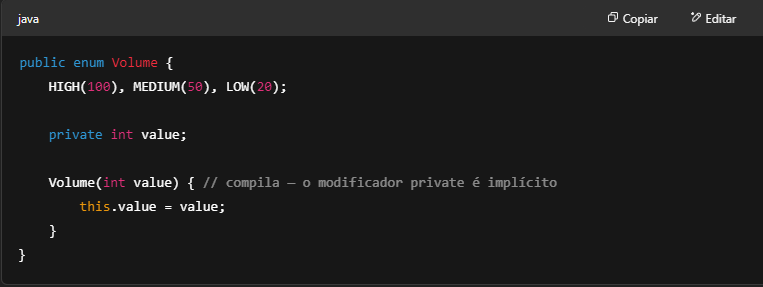 java Copiar Editar
public enum Volume {
    HIGH(100), MEDIUM(50), LOW(20);
    private int value;
    Volume(int value) { // compila — o modificador private é implícito
        this.value = value;
    }
}